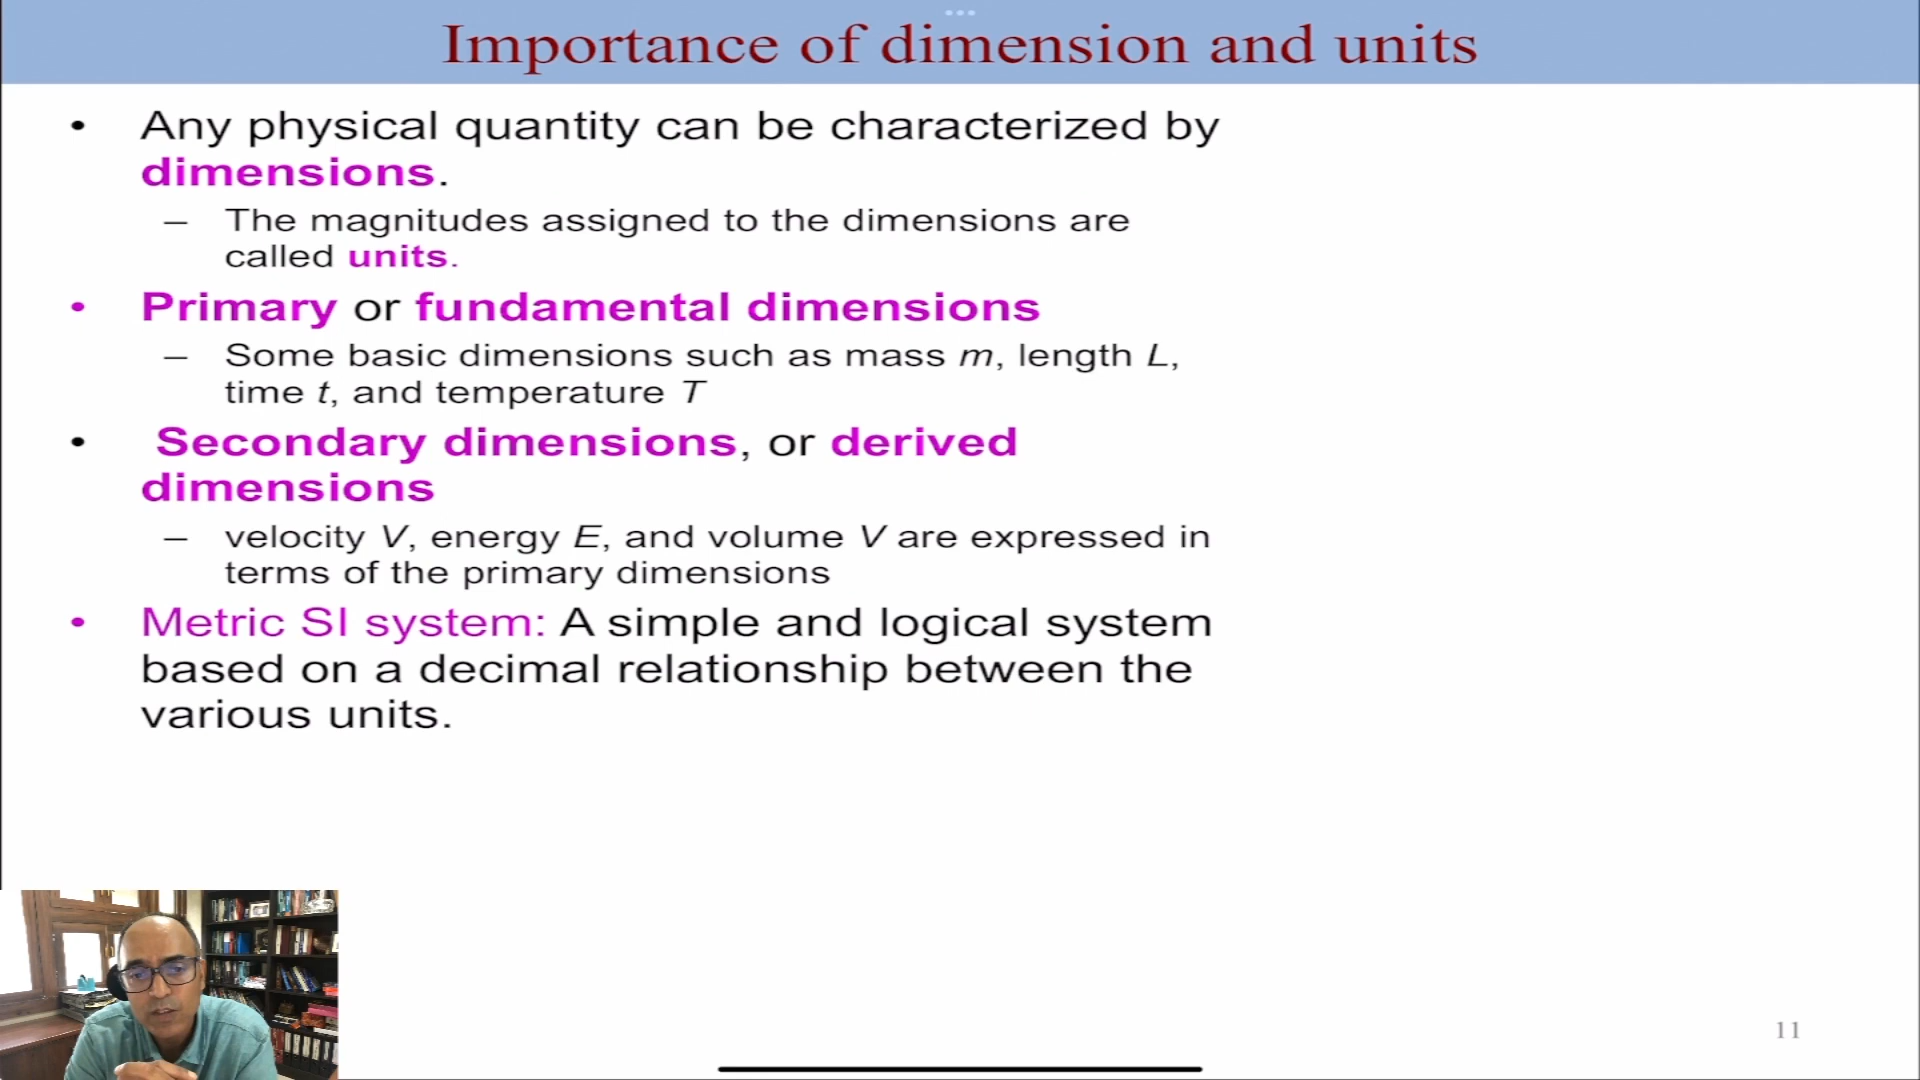 Importance of dimension and units
• Any physical quantity can be characterized by
dimensions.
– The magnitudes assigned to the dimensions are
called units.
• Primary or fundamental dimensions
– Some basic dimensions such as mass m, length L,
time t, and temperature T
• Secondary dimensions, or derived
dimensions
– velocity V, energy E, and volume V are expressed in
terms of the primary dimensions
• Metric SI system: A simple and logical system
based on a decimal relationship between the
various units.
11